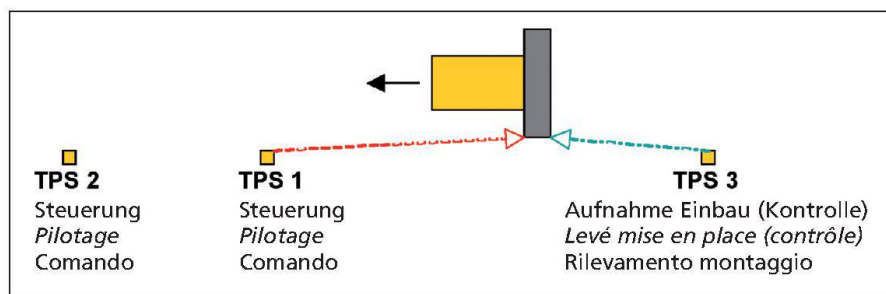 TPS 2
Steuerung
Pilotage
Comando
TPS 1
Steuerung
Pilotage
Comando
TPS 3
Aufnahme Einbau (Kontrolle)
Levé mise en place (contrôle)
Rilevamento montaggio